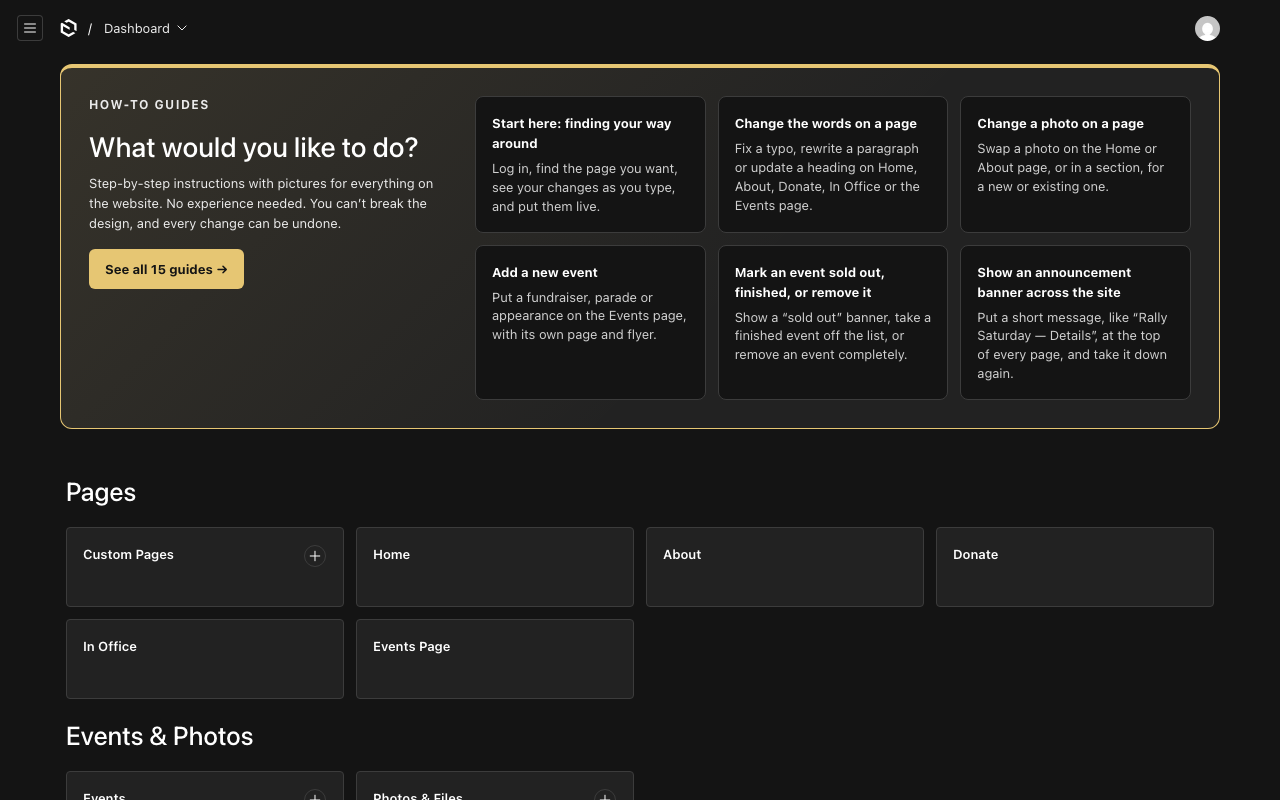 / Dashboard
HOW-TO GUIDES
What would you like to do?
Step-by-step instructions with pictures for everything on
the website. No experience needed. You can’t break the
design, and every change can be undone.
See all 15 guides →
Start here: finding your way
around
Log in, find the page you want,
see your changes as you type,
and put them live.
Change the words on a page
Fix a typo, rewrite a paragraph
or update a heading on Home,
About, Donate, In Office or the
Events page.
Change a photo on a page
Swap a photo on the Home or
About page, or in a section, for
a new or existing one.
Add a new event
Put a fundraiser, parade or
appearance on the Events page,
with its own page and flyer.
Mark an event sold out,
finished, or remove it
Show a “sold out” banner, take a
finished event off the list, or
remove an event completely.
Show an announcement
banner across the site
Put a short message, like “Rally
Saturday — Details”, at the top
of every page, and take it down
again.
Pages
Custom Pages
Home
About
Donate
In Office
Events Page
Events & Photos
Events
Photos & Files